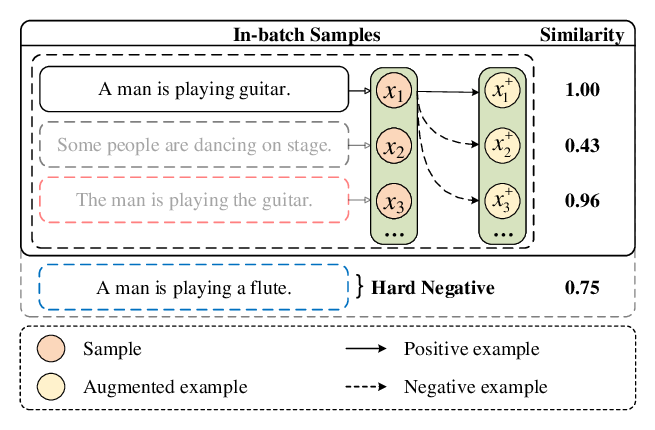 In-batch Samples Similarity
A man is playing guitar. x₁ x₁⁺ 1.00
Some people are dancing on stage. x₂ x₂⁺ 0.43
The man is playing the guitar. x₃ x₃⁺ 0.96
... ...
A man is playing a flute. } Hard Negative 0.75
Sample Positive example
Augmented example Negative example